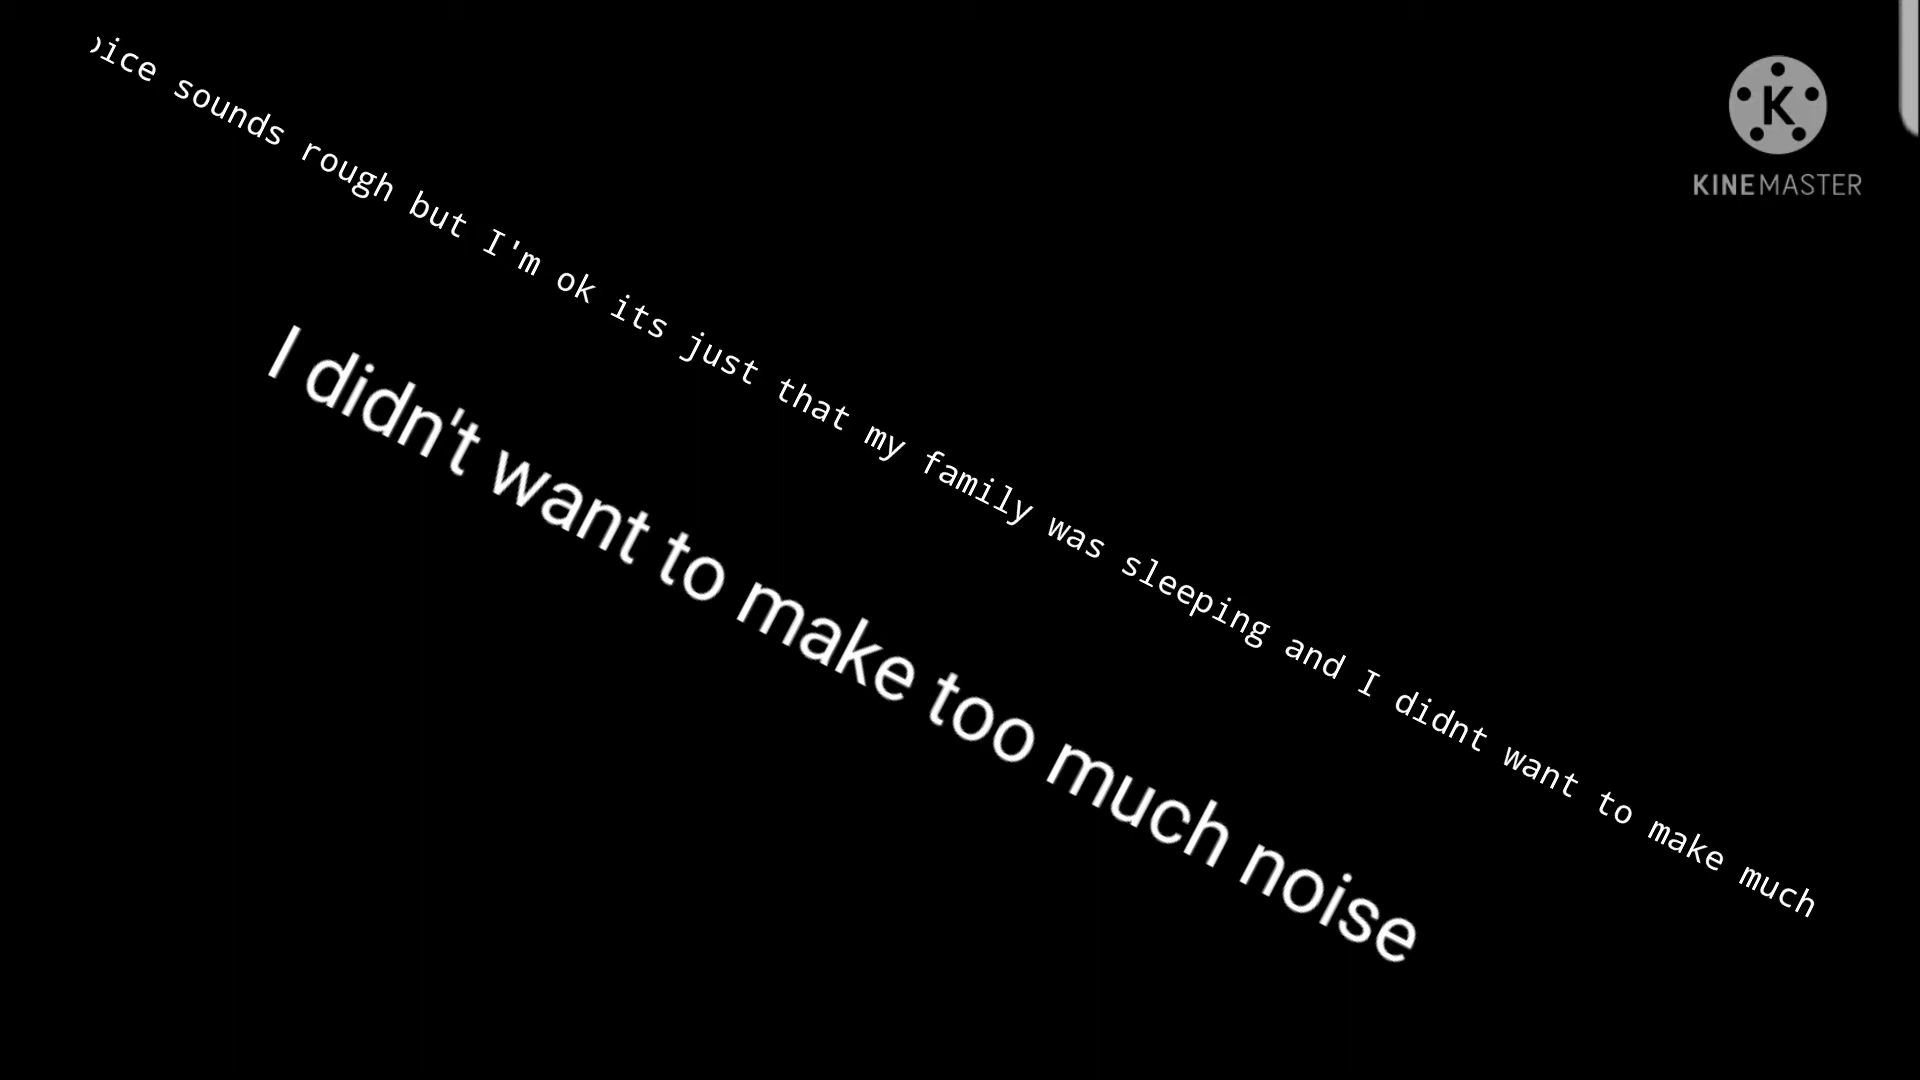 sounds rough but I'm ok its just that my family was sleeping and I didnt want to make much
I didn't want to make too much noise
K
KINEMASTER